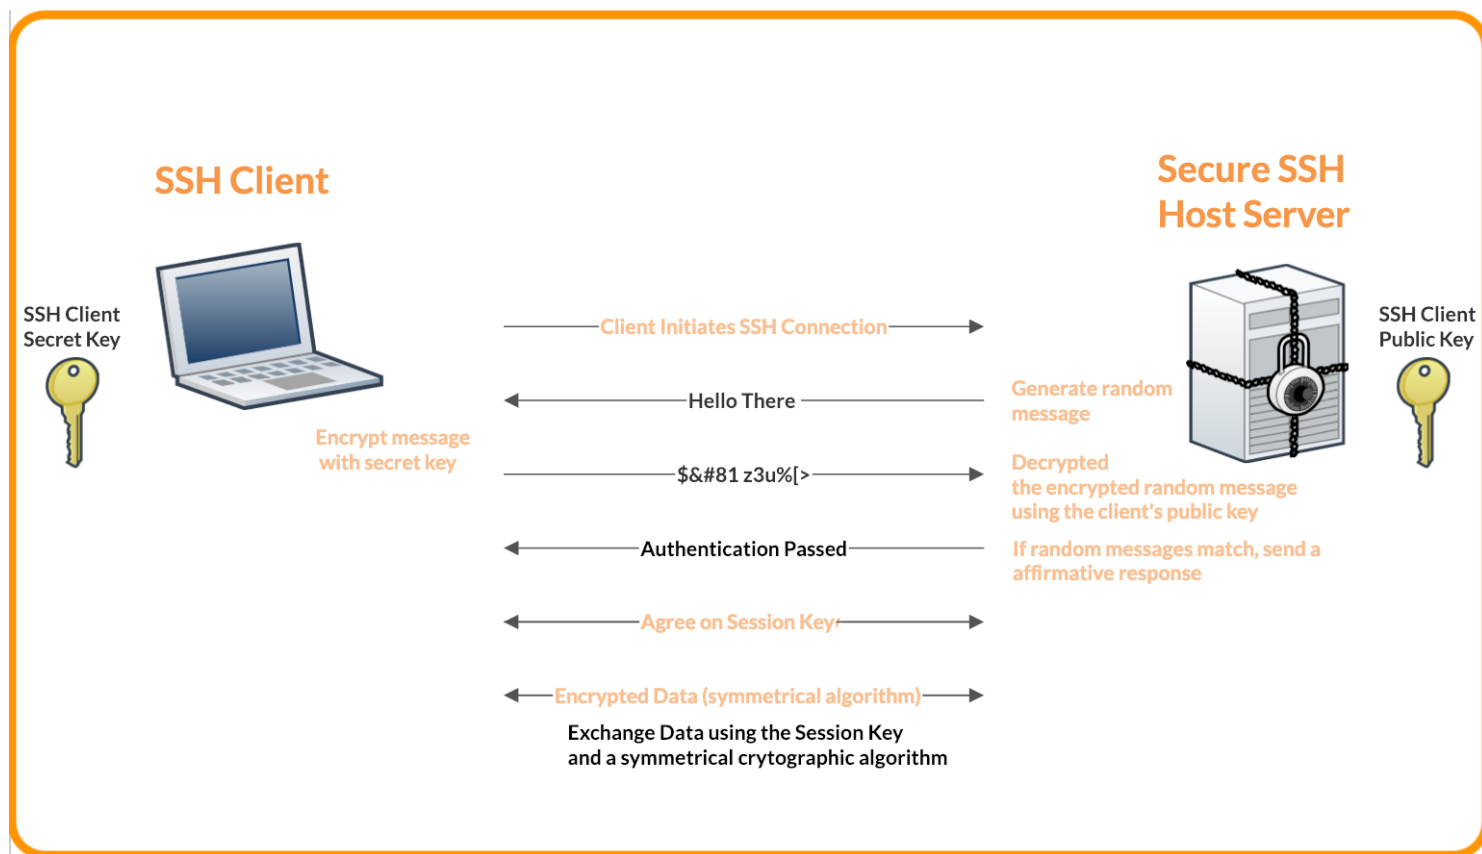 SSH Client
Secure SSH
Host Server
SSH Client
Secret Key
SSH Client
Public Key
Client Initiates SSH Connection
Hello There
Generate random
message
Encrypt message
with secret key
$&#81 z3u%[>
Decrypted
the encrypted random message
using the client's public key
Authentication Passed
If random messages match, send a
affirmative response
Agree on Session Key
Encrypted Data (symmetrical algorithm)
Exchange Data using the Session Key
and a symmetrical crytographic algorithm